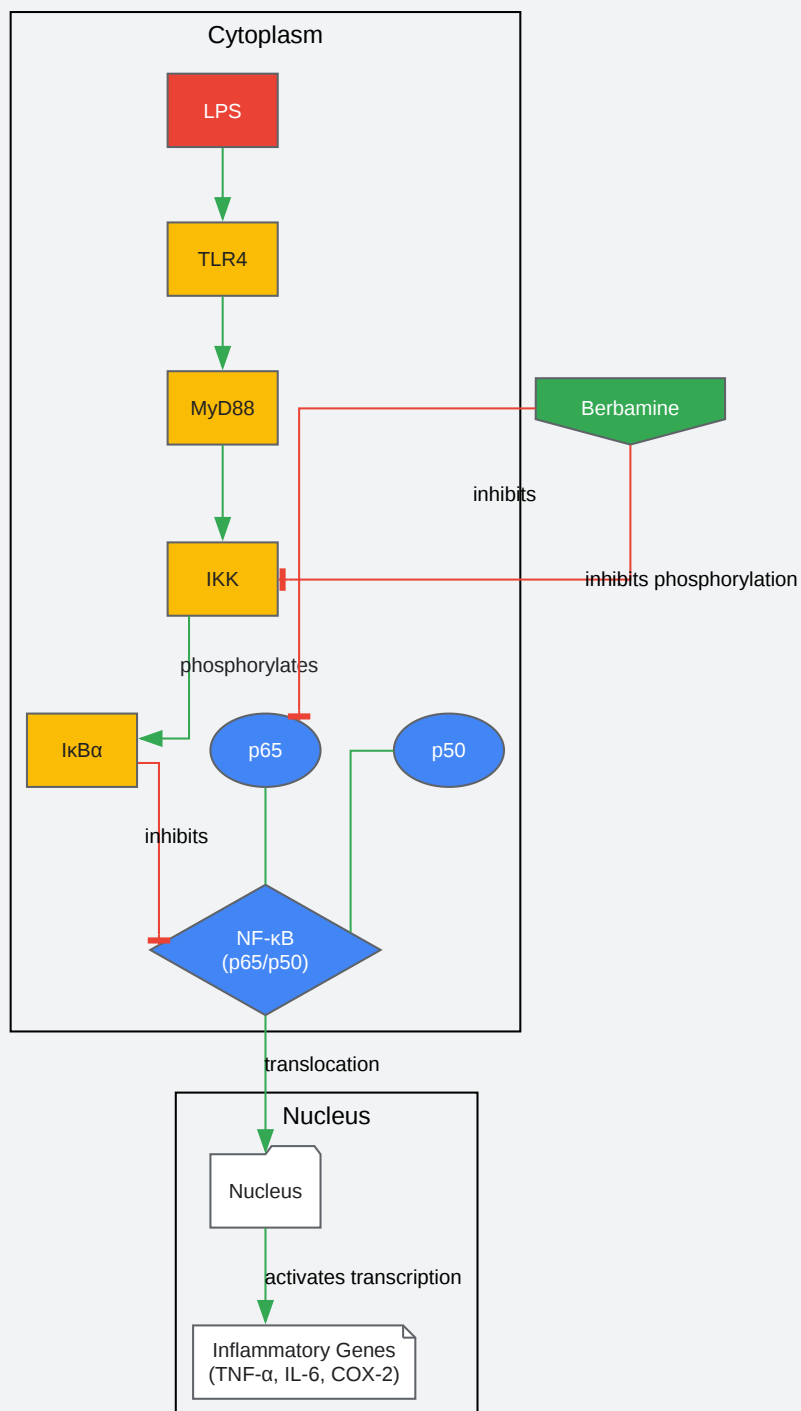 Cytoplasm
LPS
TLR4
MyD88
Berbamine
inhibits
IKK
inhibits phosphorylation
phosphorylates
IκBα
p65
p50
inhibits
NF-κB
(p65/p50)
translocation
Nucleus
Nucleus
activates transcription
Inflammatory Genes
(TNF-α, IL-6, COX-2)